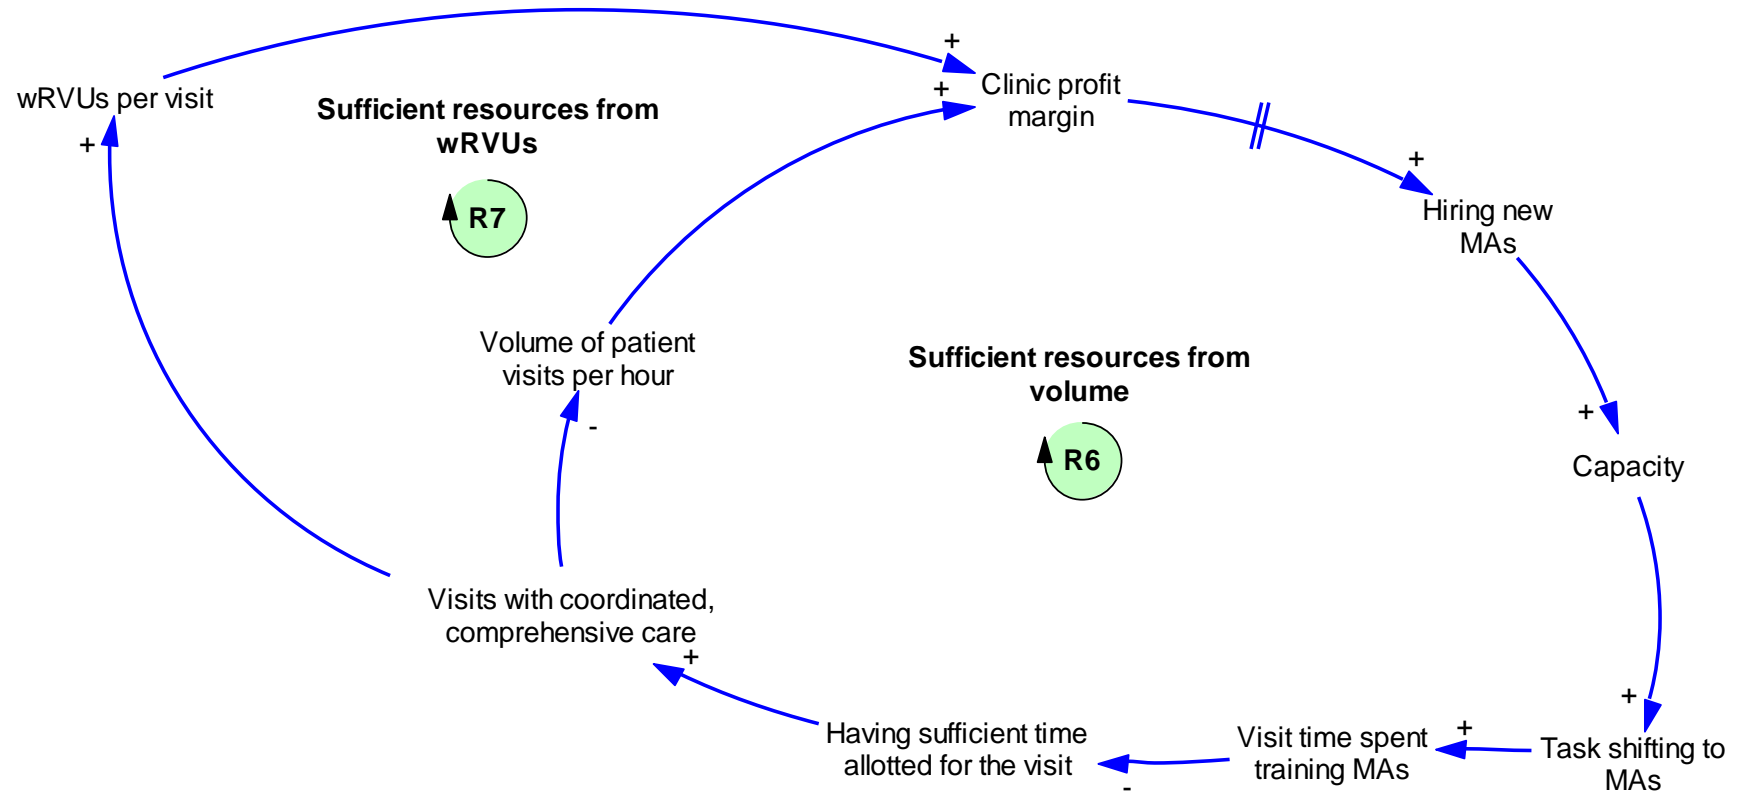 +
wRVUs per visit
+
Sufficient resources from
wRVUs
R7
+
Clinic profit
margin
+
Hiring new
MAs
Volume of patient
visits per hour
-
Sufficient resources from
volume
R6
+
Capacity
Visits with coordinated,
comprehensive care
+
Having sufficient time
allotted for the visit
-
Visit time spent
training MAs
+
+
Task shifting to
MAs